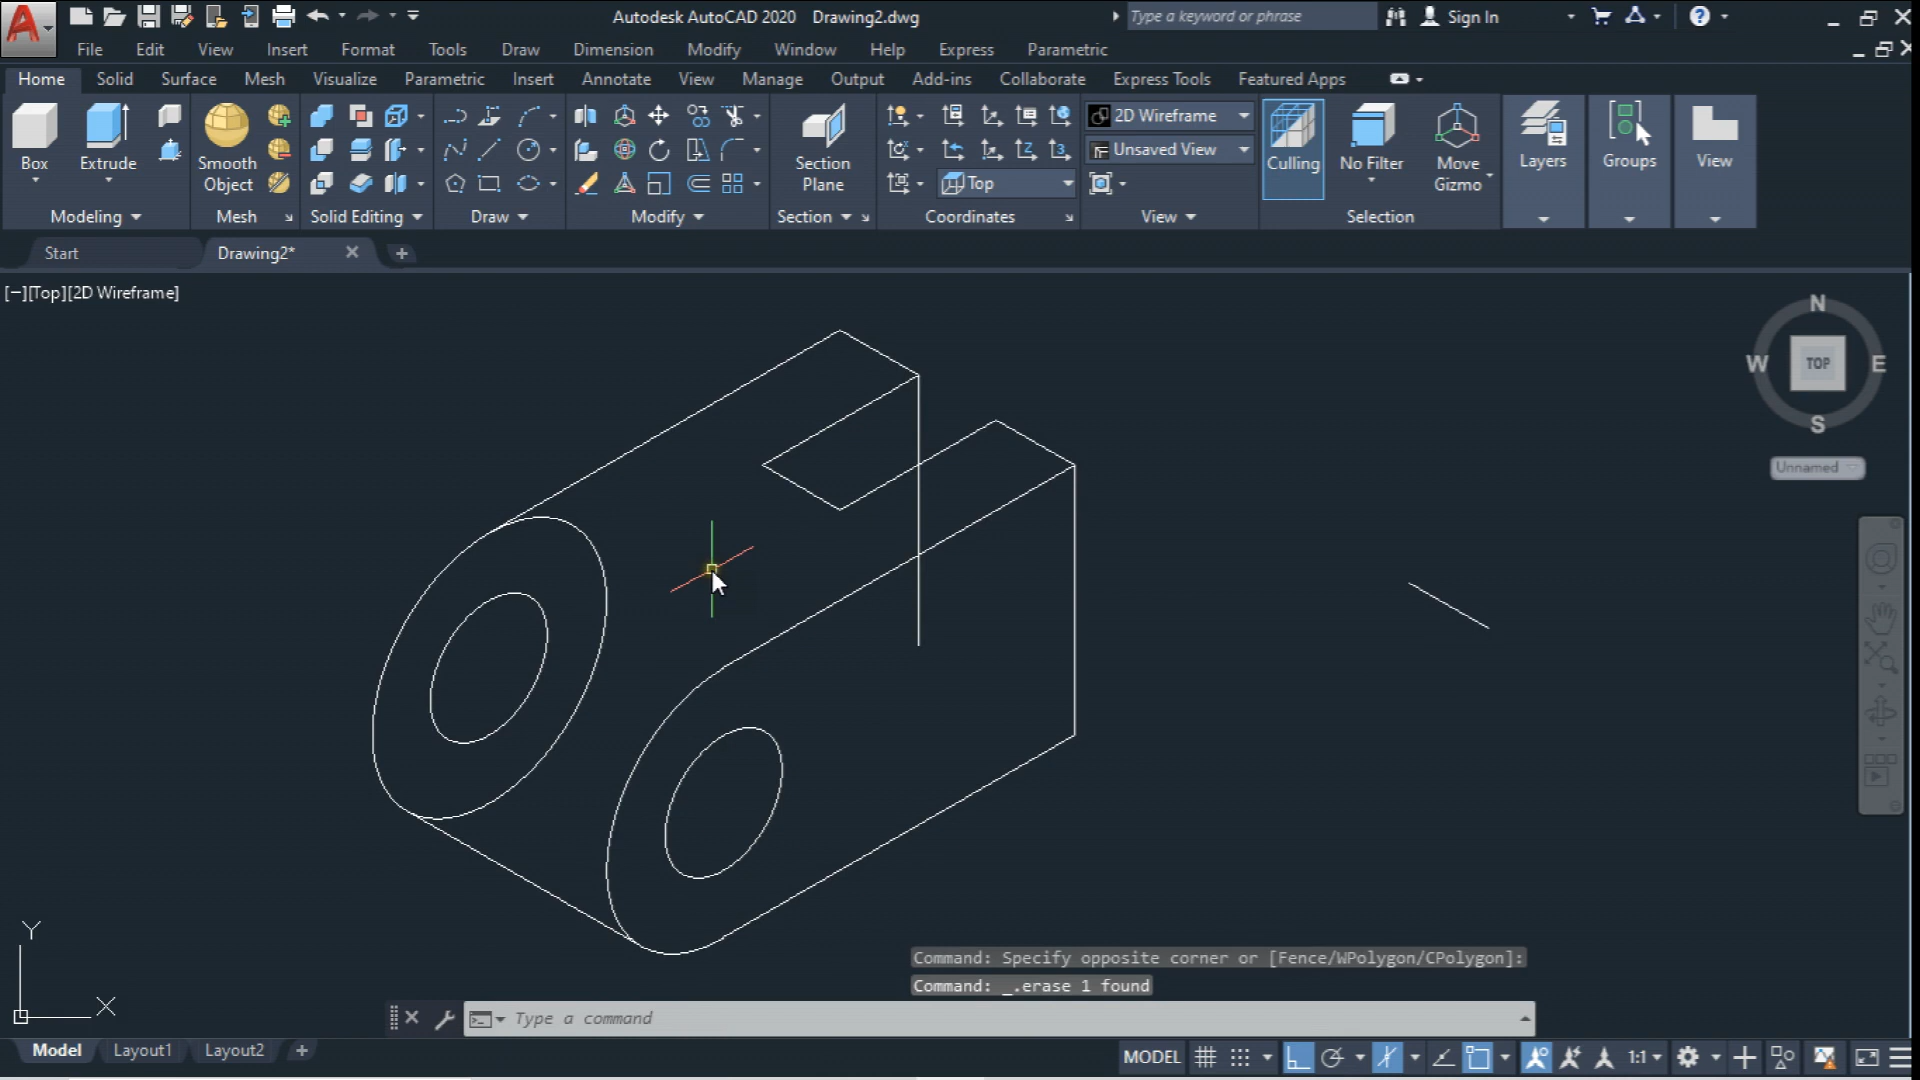 Autodesk AutoCAD 2020 Drawing2.dwg
Type a keyword or phrase
Sign In
File Edit View Insert Format Tools Draw Dimension Modify Window Help Express Parametric
Home Solid Surface Mesh Visualize Parametric Insert Annotate View Manage Output Add-ins Collaborate Express Tools Featured Apps
2D Wireframe
Unsaved View
Top
Box
Extrude
Smooth Object
Section Plane
Culling
No Filter
Move Gizmo
Layers
Groups
View
Modeling Mesh Solid Editing Draw Modify Section Coordinates View Selection
Start Drawing2*
[−][Top][2D Wireframe]
N
W TOP E
S
Unnamed
Y
X
Command: Specify opposite corner or [Fence/WPolygon/CPolygon]:
Command: _.erase 1 found
Type a command
Model Layout1 Layout2
MODEL
1:1